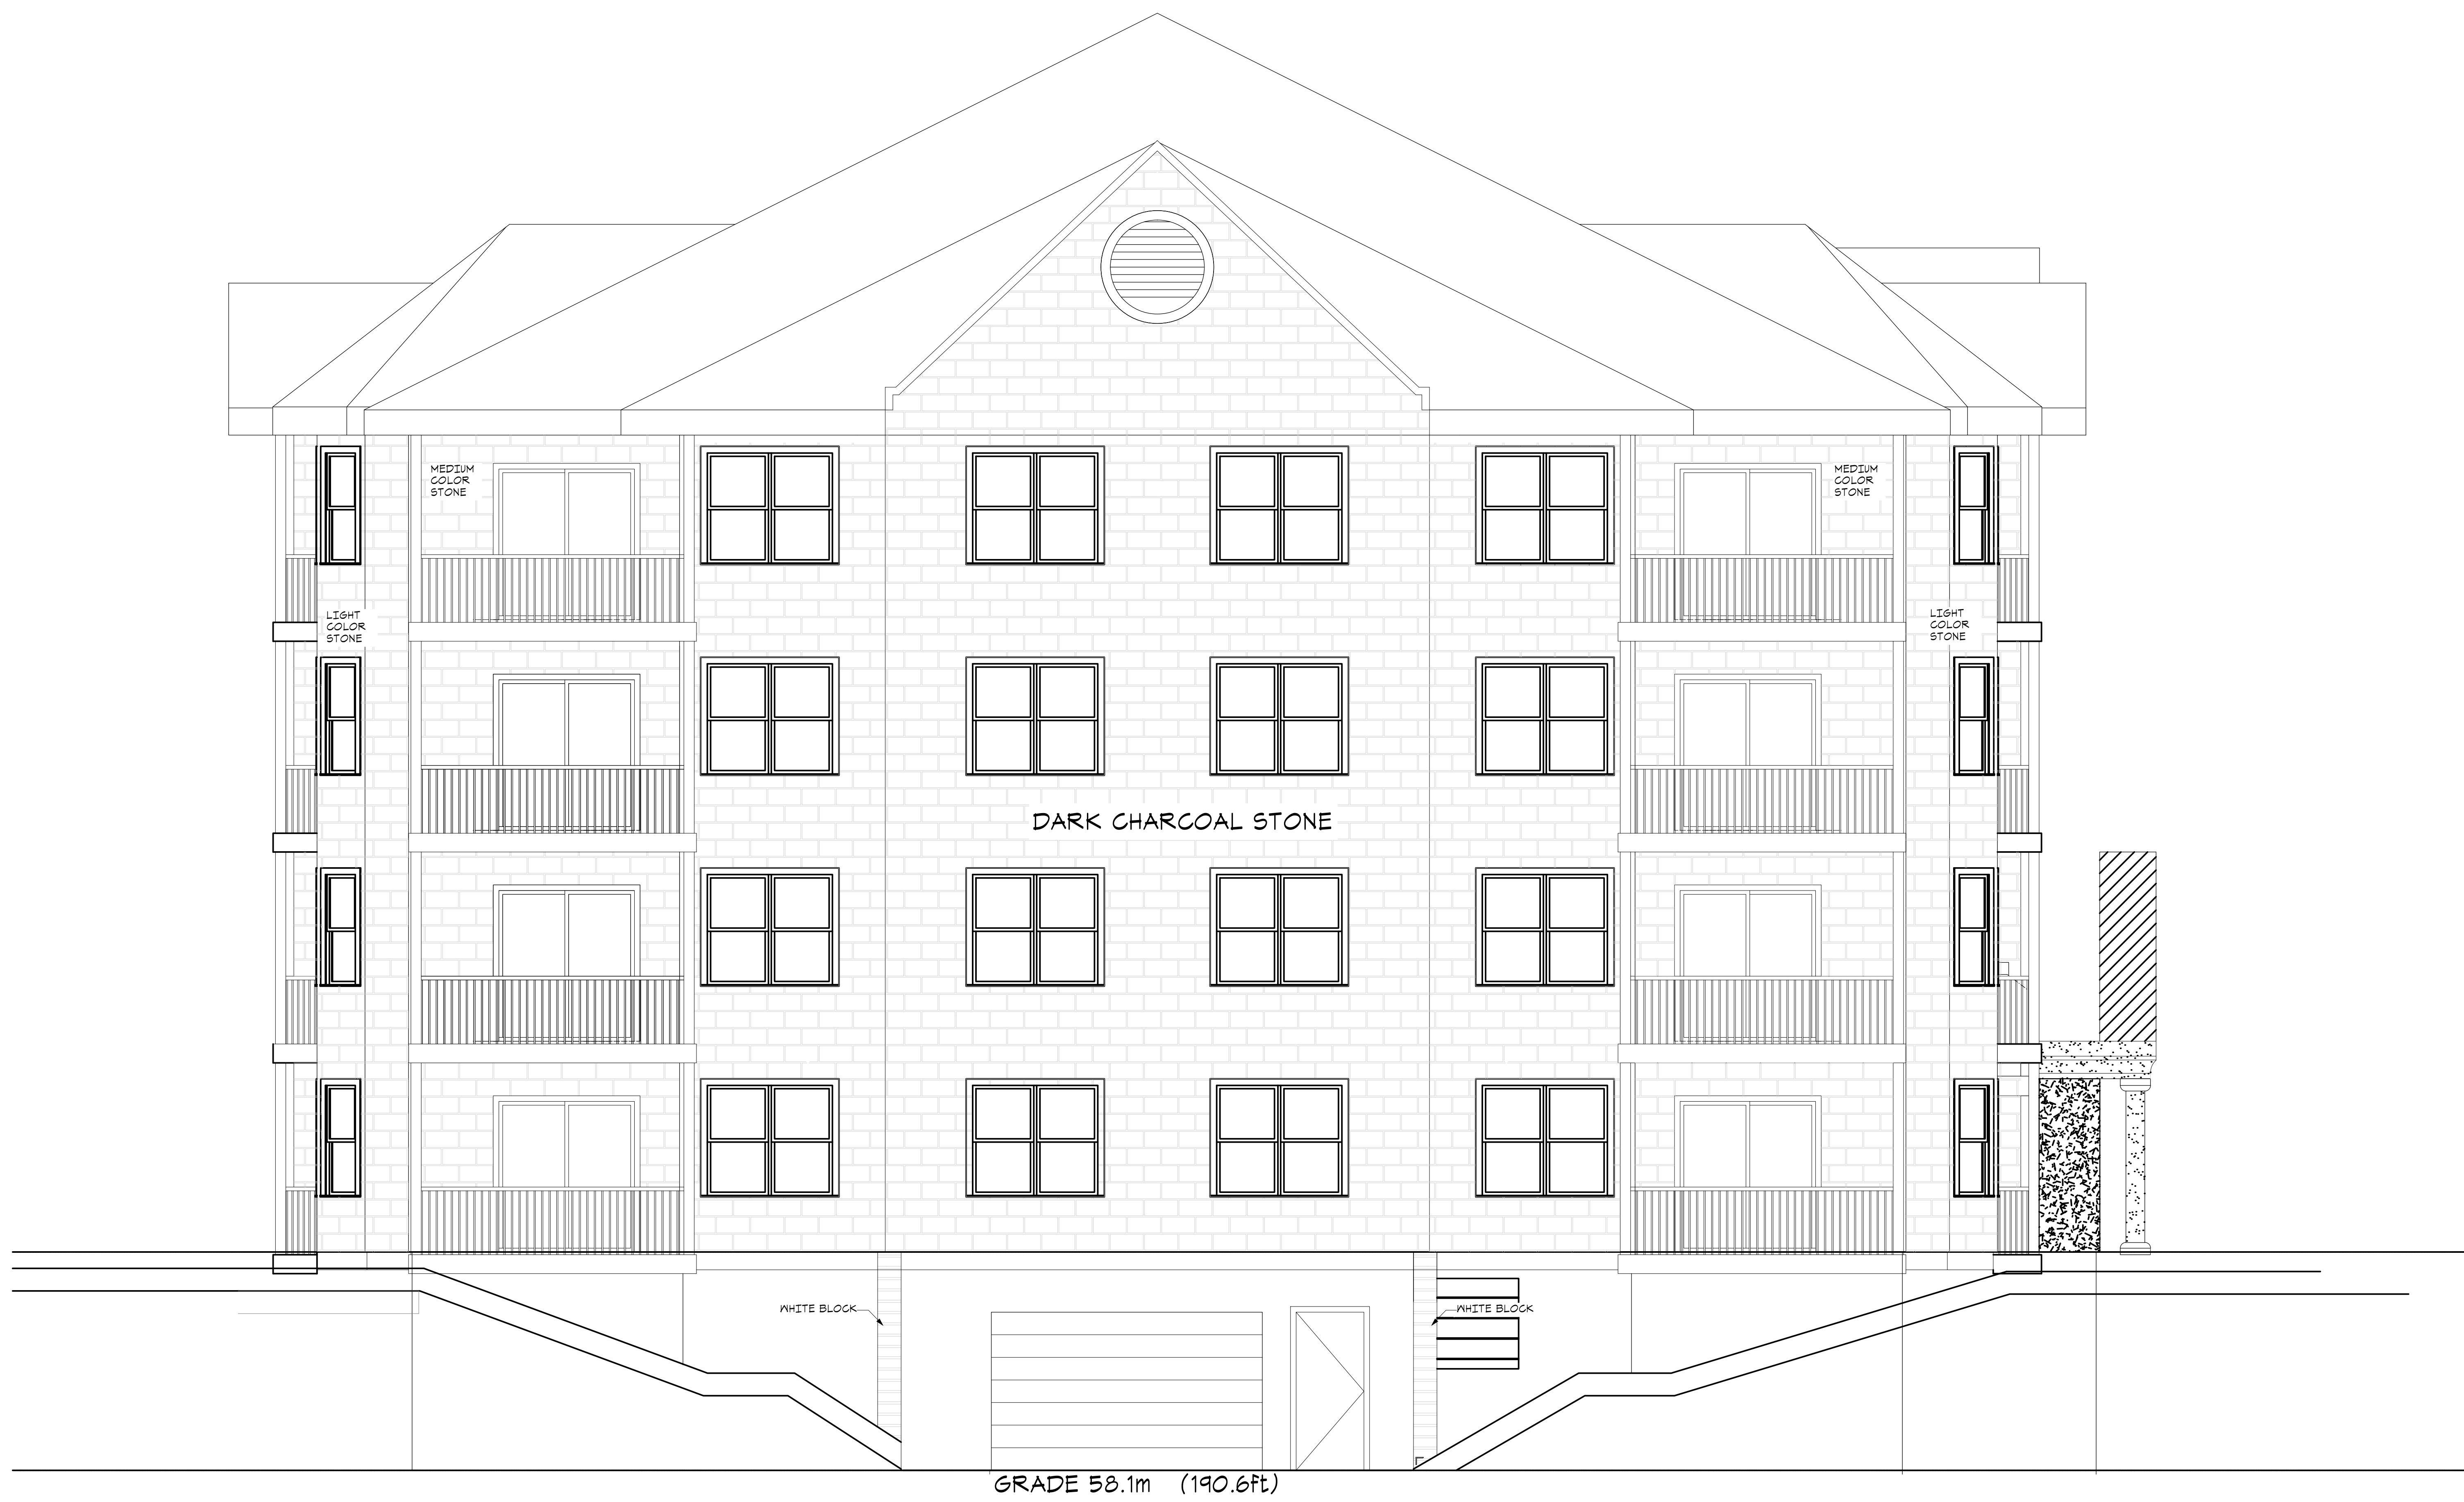 MEDIUM
COLOR
STONE
MEDIUM
COLOR
STONE
LIGHT
COLOR
STONE
LIGHT
COLOR
STONE
DARK CHARCOAL STONE
WHITE BLOCK
WHITE BLOCK
GRADE 58.1m (190.6ft)